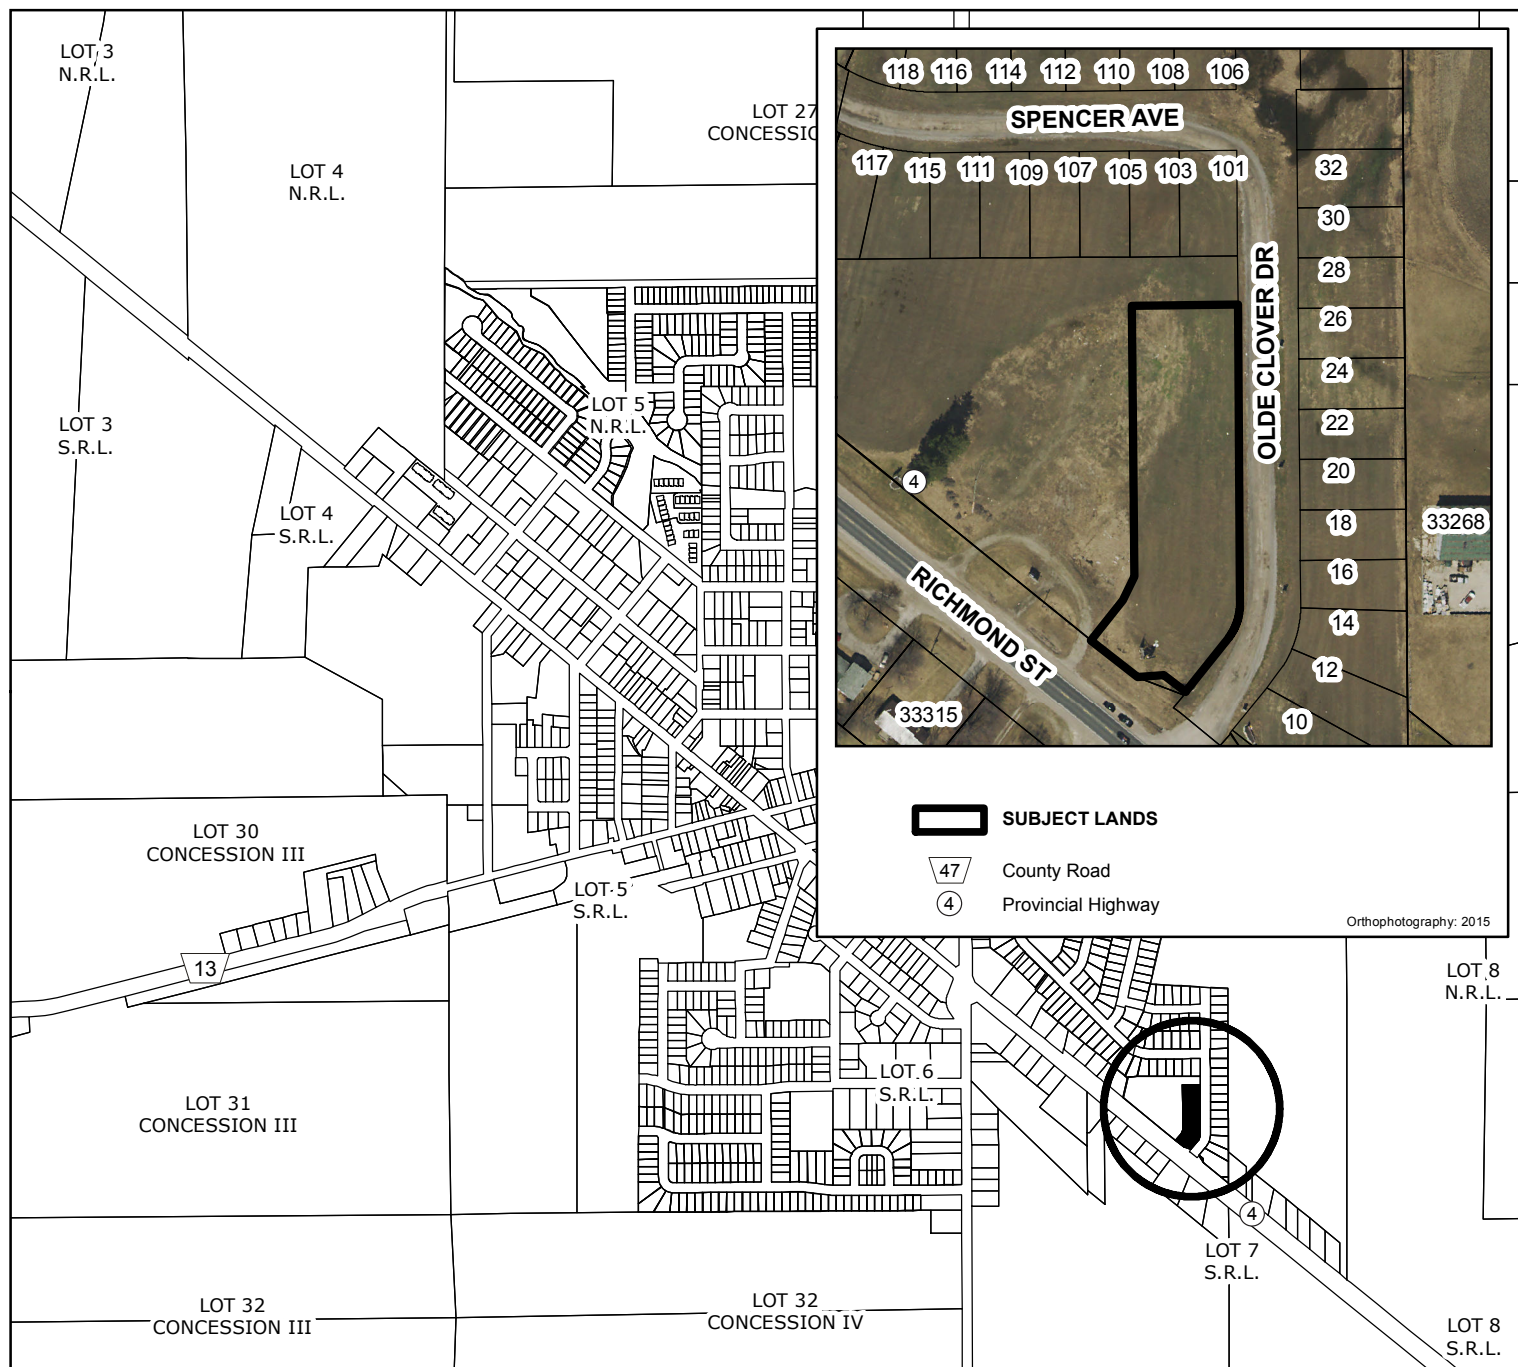 LOT 3
N.R.L.
LOT 4
N.R.L.
LOT 27
CONCESSIO
LOT 3
S.R.L.
LOT 4
S.R.L.
LOT 5
N.R.L.
118 116 114 112 110 108 106
SPENCER AVE
117 115 111 109 107 105 103 101
OLDE CLOVER DR
32
30
28
26
24
22
20
18
16
14
12
10
33268
4
RICHMOND ST
33315
SUBJECT LANDS
47 County Road
4 Provincial Highway
Orthophotography: 2015
LOT 30
CONCESSION III
LOT 5
S.R.L.
13
LOT 8
N.R.L.
LOT 6
S.R.L.
LOT 31
CONCESSION III
4
LOT 7
S.R.L.
LOT 32
CONCESSION III
LOT 32
CONCESSION IV
LOT 8
S.R.L.